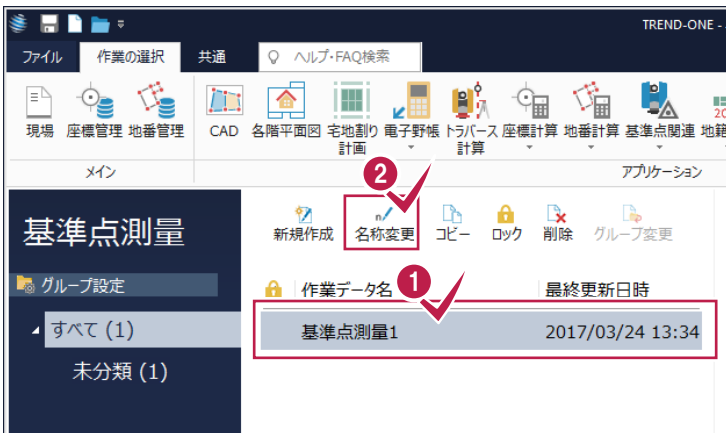 TREND-ONE -
ファイル 作業の選択 共通 ヘルプ・FAQ検索
現場 座標管理 地番管理 CAD 各階平面図 宅地割り 電子野帳 トラバース 座標計算 地番計算 基準点関連 地籍
計画 計算
メイン アプリケーション
2
基準点測量
新規作成 名称変更 コピー ロック 削除 グループ変更
グループ設定
1
作業データ名 最終更新日時
すべて (1)
基準点測量1 2017/03/24 13:34
未分類 (1)